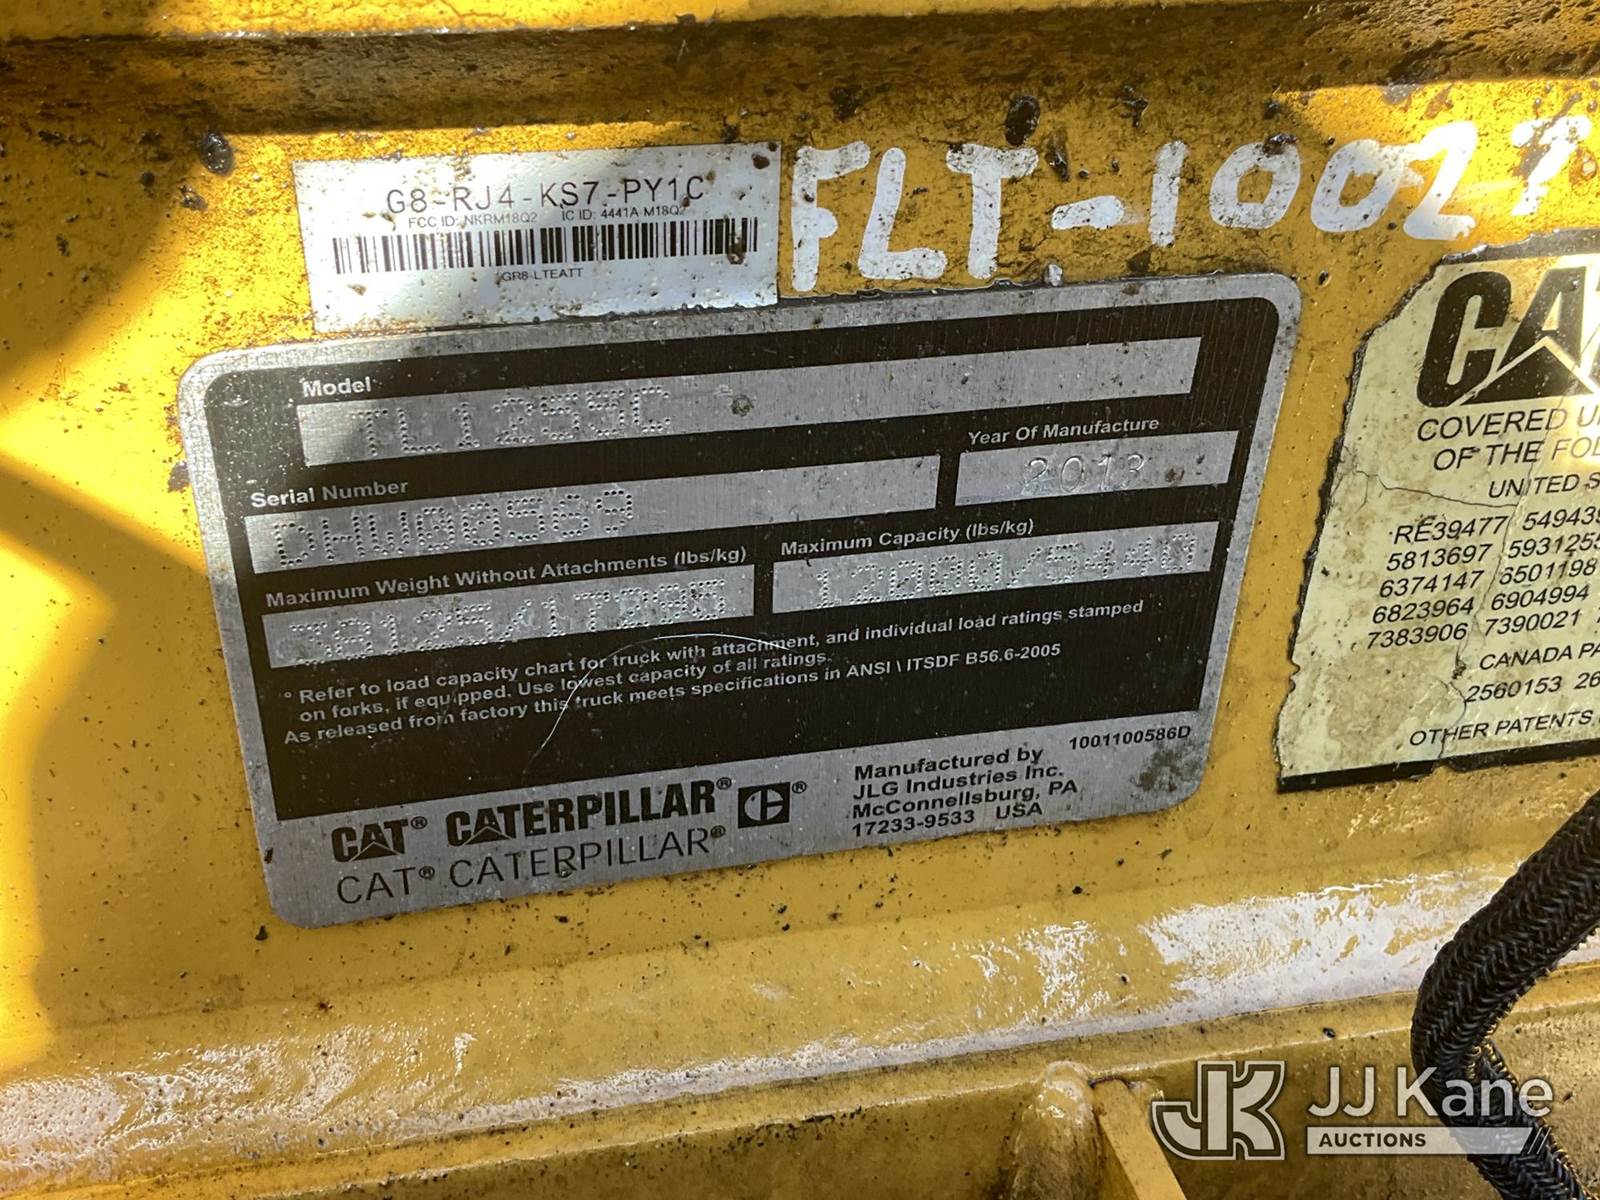 G8-RJ4-KS7-PY1C
FCC ID: NKRM18Q2 IC ID: 4441A-M18Q2
GR8-LTEATT
FLT-10027
Model
TL1255C
Year Of Manufacture
2013
Serial Number
DHW00569
Maximum Weight Without Attachments (lbs/kg)
Maximum Capacity (lbs/kg)
12000/5440
° Refer to load capacity chart for truck with attachment, and individual load ratings stamped
on forks, if equipped. Use lowest capacity of all ratings.
As released from factory this truck meets specifications in ANSI \ ITSDF B56.6-2005
CAT® CATERPILLAR® C®
CAT® CATERPILLAR®
Manufactured by
JLG Industries Inc.
McConnellsburg, PA
17233-9533 USA
1001100586D
CAT
COVERED
OF THE
UNITED
RE39477
5813697 5931255
6374147 6501198
6823964 6904994
7383906 7390021
CANADA
2560153
OTHER PATENTS
JK JJ Kane
AUCTIONS